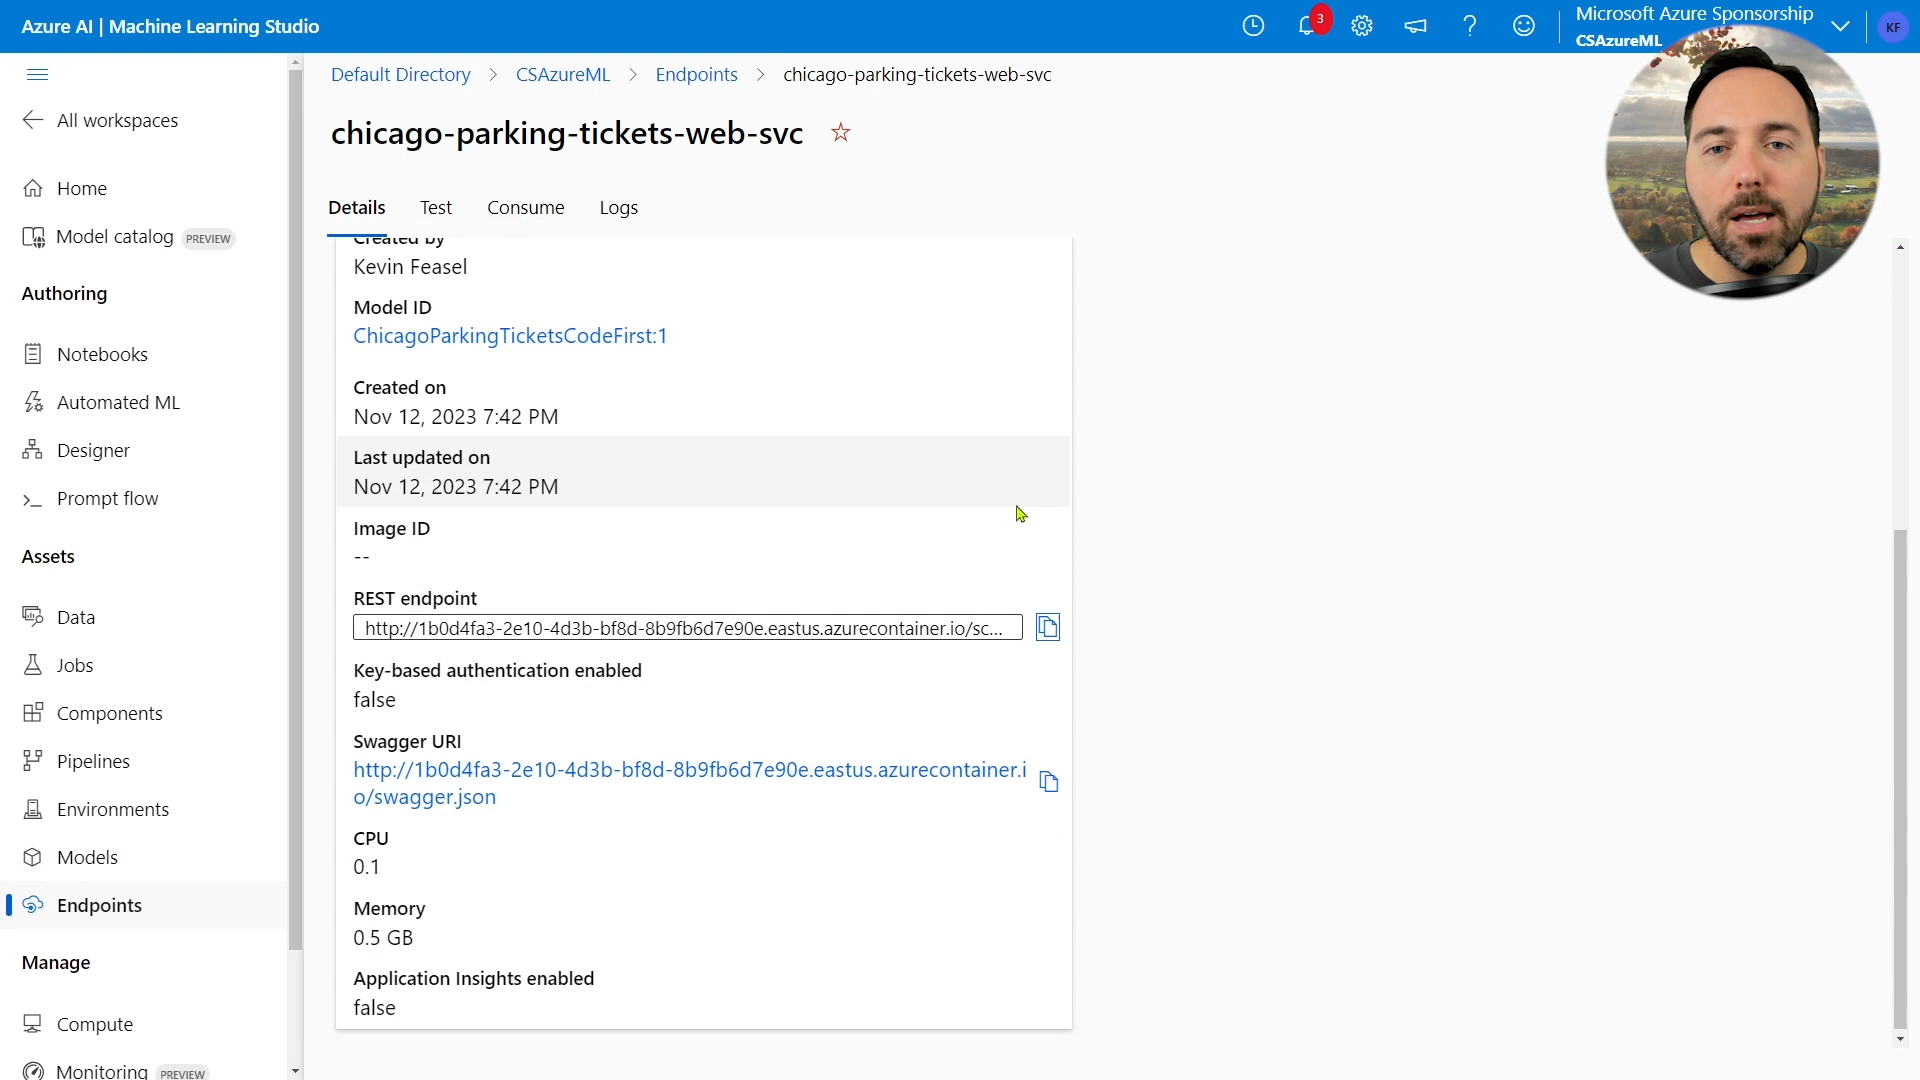 Azure AI | Machine Learning Studio
3
Microsoft Azure Sponsorship
CSAzureML
KF
All workspaces
Home
Model catalog PREVIEW
Authoring
Notebooks
Automated ML
Designer
Prompt flow
Assets
Data
Jobs
Components
Pipelines
Environments
Models
Endpoints
Manage
Compute
Monitoring PREVIEW
Default Directory > CSAzureML > Endpoints > chicago-parking-tickets-web-svc
chicago-parking-tickets-web-svc
Details Test Consume Logs
Created by
Kevin Feasel
Model ID
ChicagoParkingTicketsCodeFirst:1
Created on
Nov 12, 2023 7:42 PM
Last updated on
Nov 12, 2023 7:42 PM
Image ID
--
REST endpoint
http://1b0d4fa3-2e10-4d3b-bf8d-8b9fb6d7e90e.eastus.azurecontainer.io/sc...
Key-based authentication enabled
false
Swagger URI
http://1b0d4fa3-2e10-4d3b-bf8d-8b9fb6d7e90e.eastus.azurecontainer.i
o/swagger.json
CPU
0.1
Memory
0.5 GB
Application Insights enabled
false